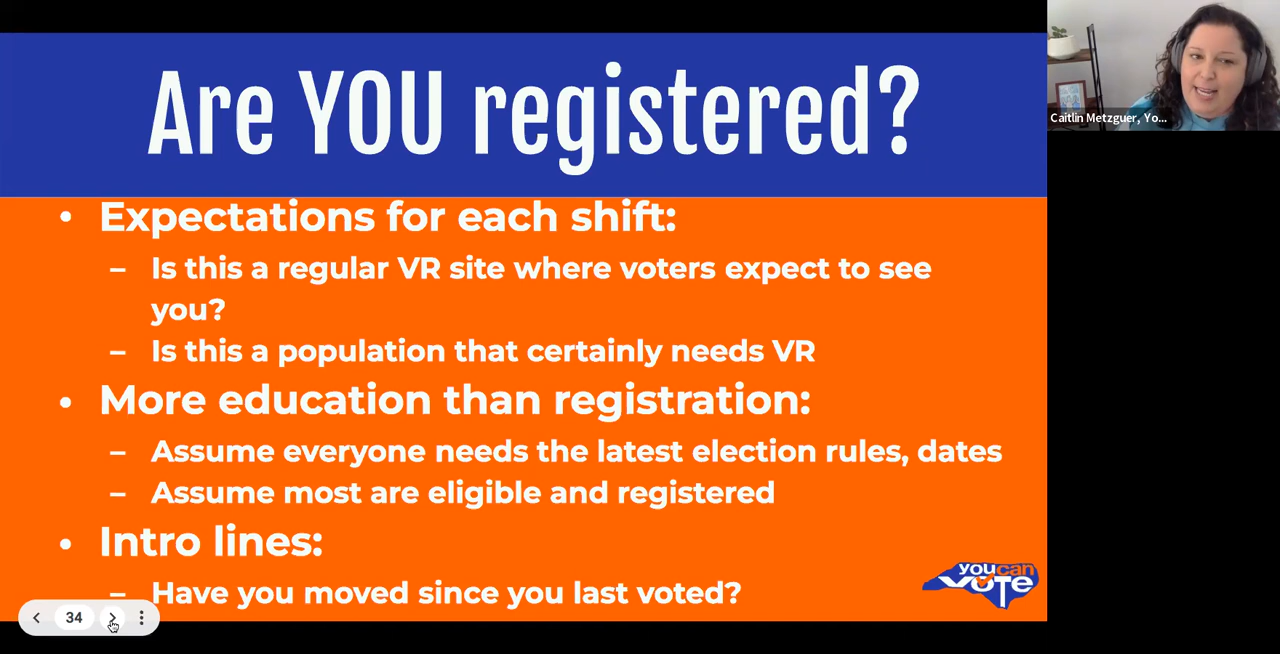 Are YOU registered?
Caitlin Metzguer, Yo...
• Expectations for each shift:
– Is this a regular VR site where voters expect to see
you?
– Is this a population that certainly needs VR
• More education than registration:
– Assume everyone needs the latest election rules, dates
– Assume most are eligible and registered
• Intro lines:
– Have you moved since you last voted?
you can
VOTE
34